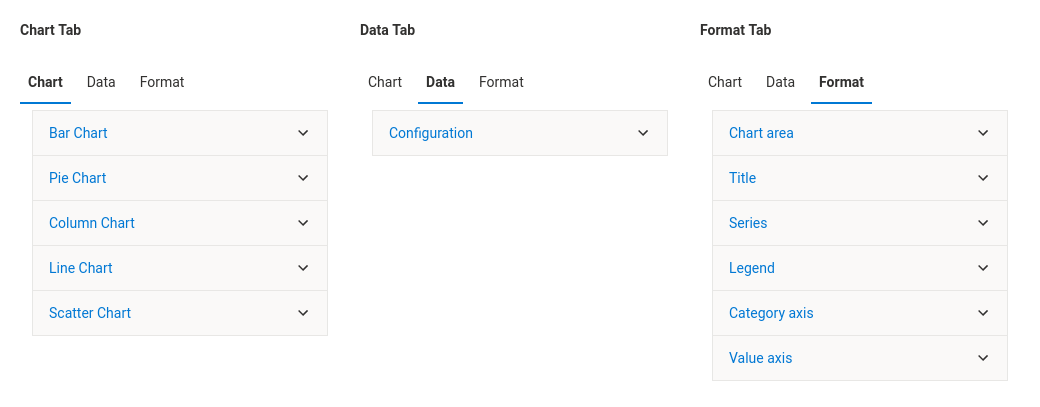 Chart Tab
Chart Data Format
Bar Chart
Pie Chart
Column Chart
Line Chart
Scatter Chart
Data Tab
Chart Data Format
Configuration
Format Tab
Chart Data Format
Chart area
Title
Series
Legend
Category axis
Value axis